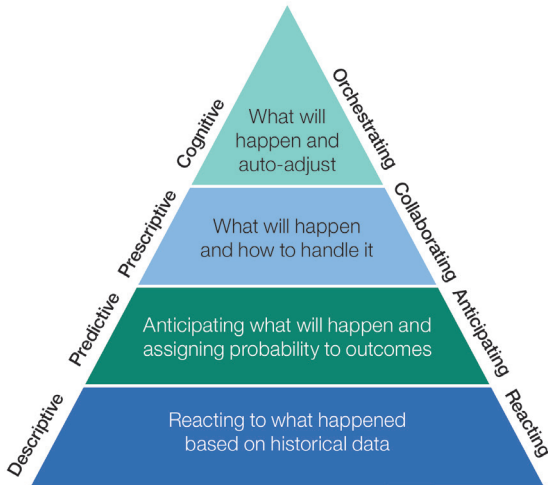 Cognitive
What will
happen and
auto-adjust
Orchestrating
Prescriptive
What will happen
and how to handle it
Collaborating
Predictive
Anticipating what will happen and
assigning probability to outcomes
Anticipating
Descriptive
Reacting to what happened
based on historical data
Reacting